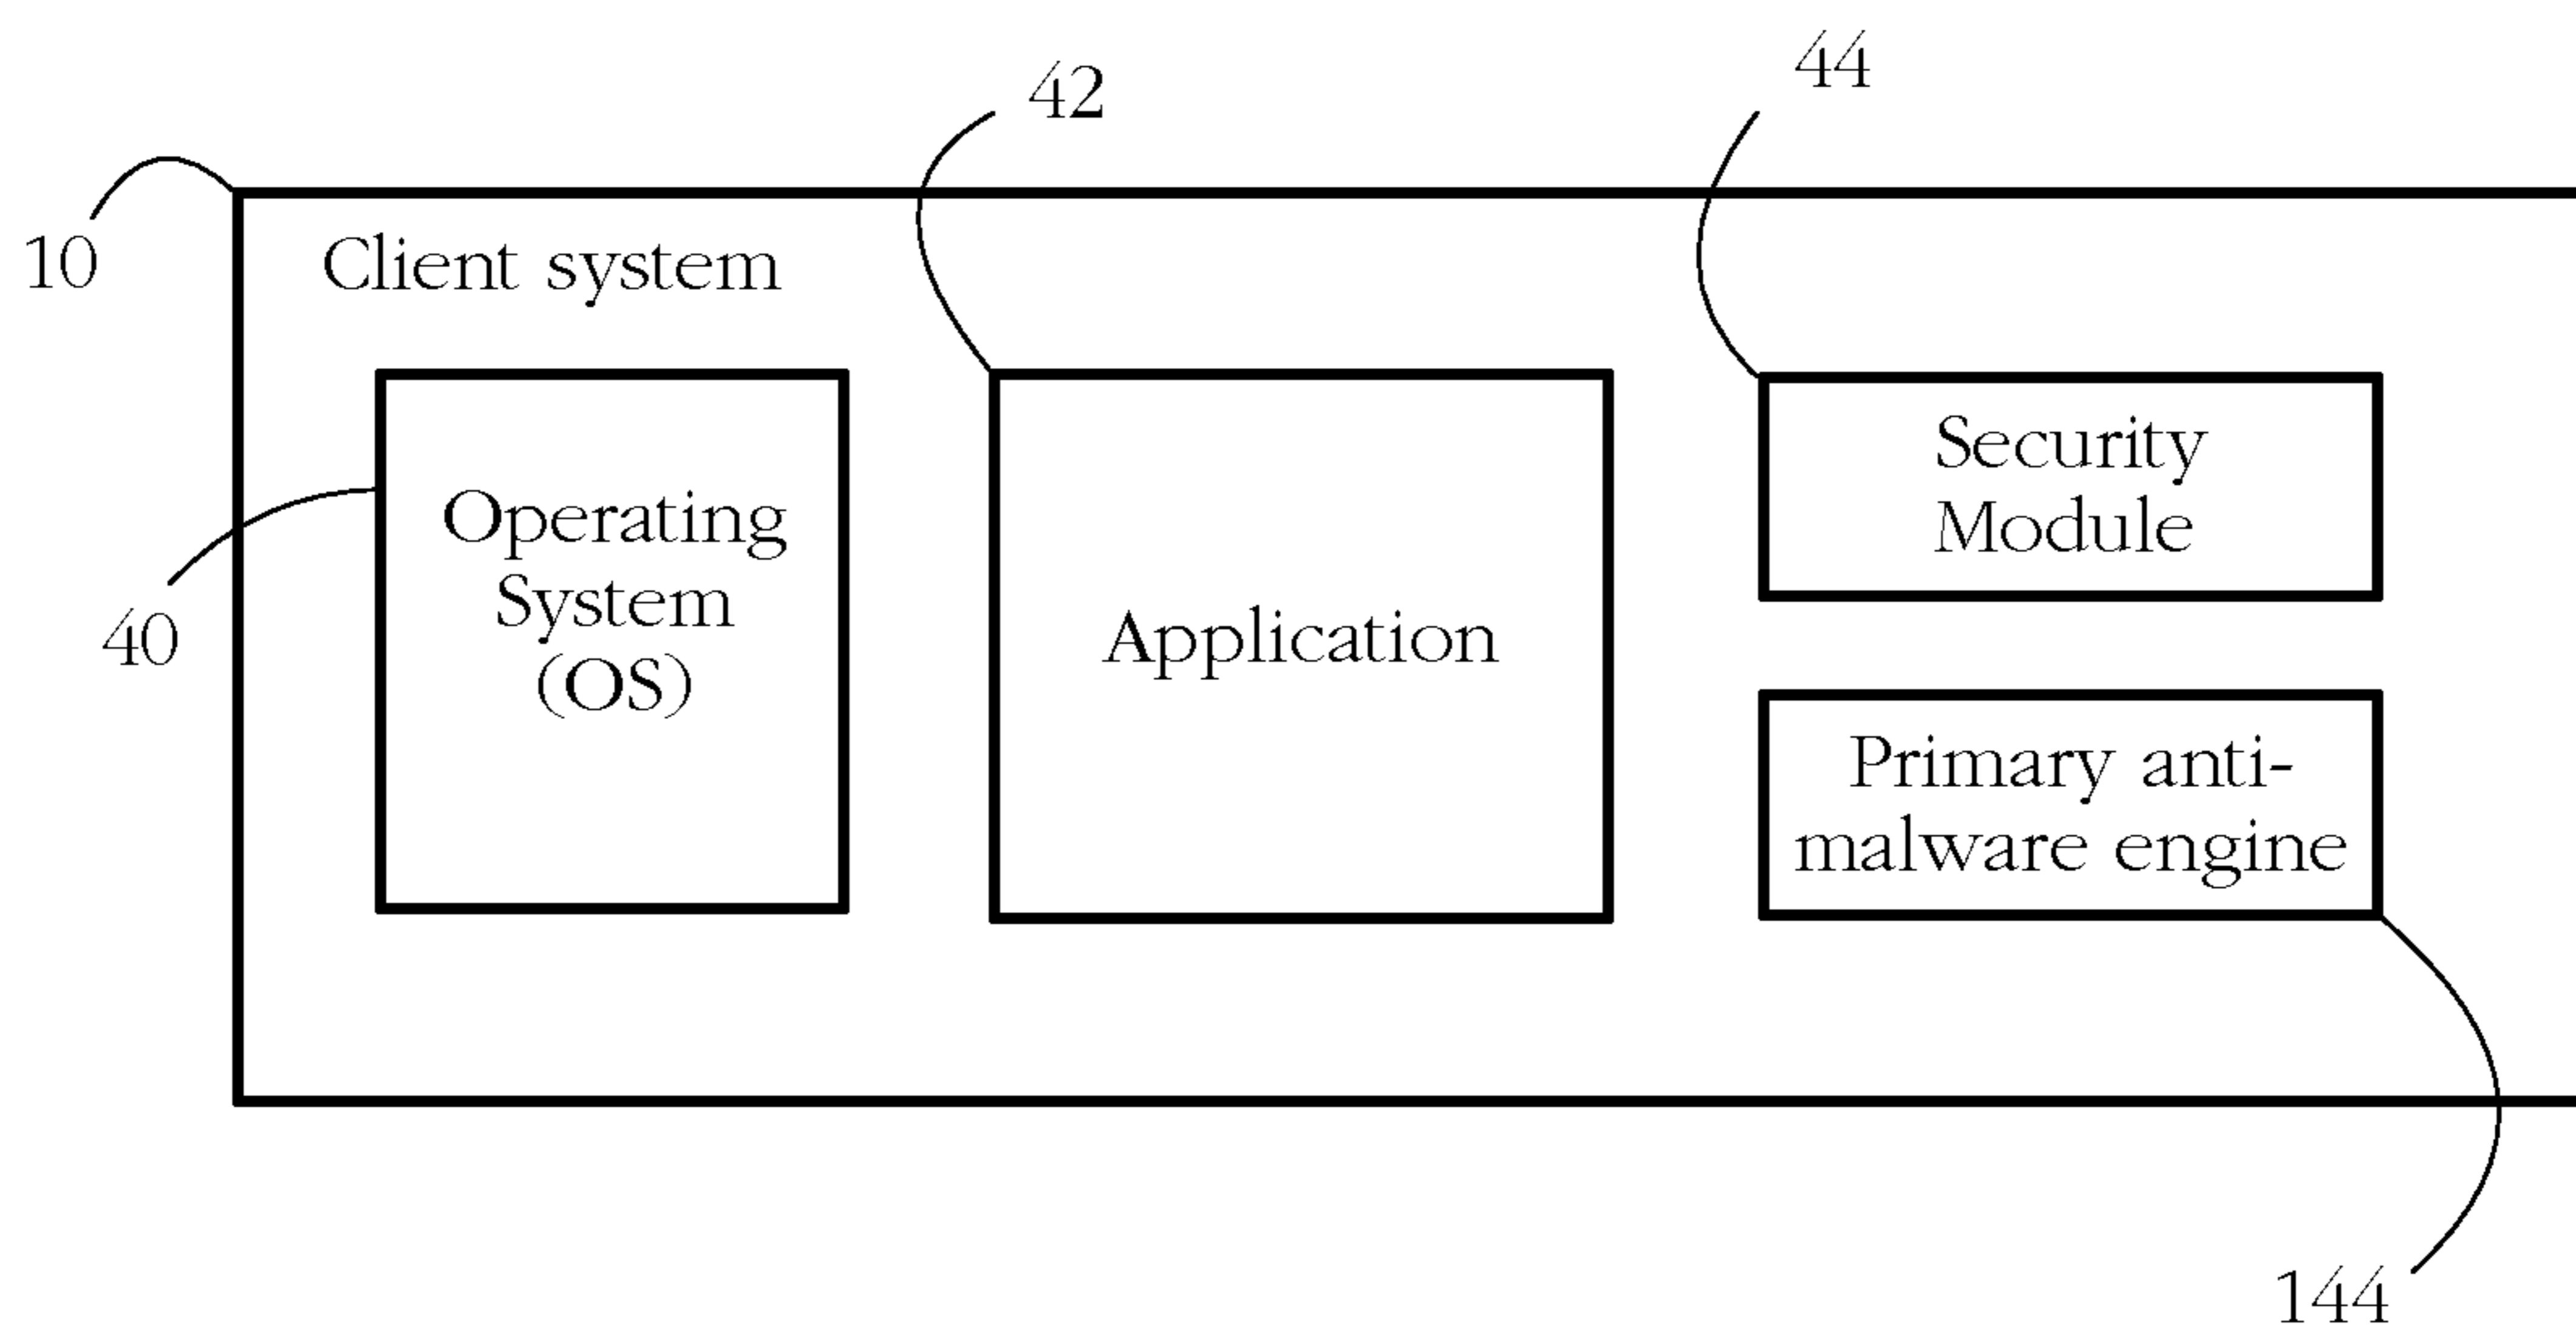 42
44
10
Client system
40
Operating
System
(OS)
Application
Security
Module
Primary anti-
malware engine
144